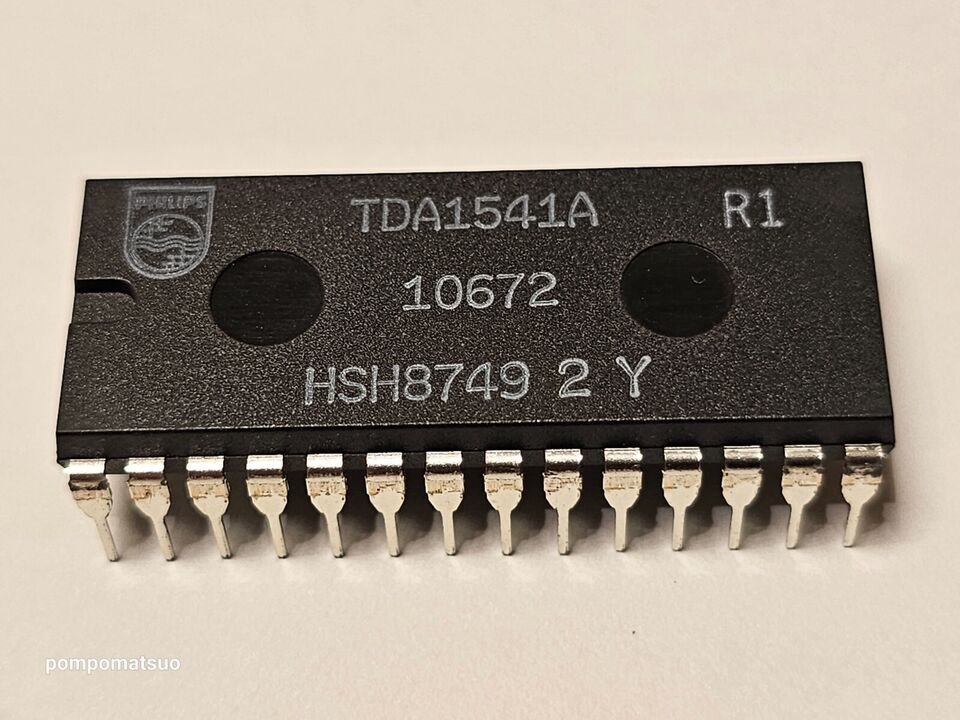 PHILIPS
TDA1541A R1
10672
HSH8749 2 Y
pompomatsuo